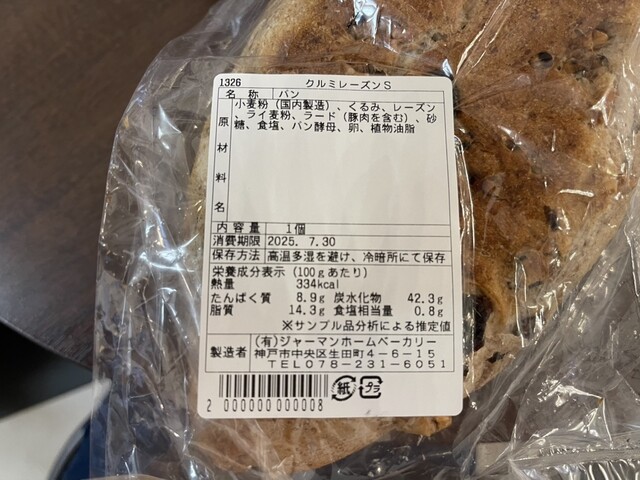 1326 クルミレーズンS
名 称 パン
原材料名 小麦粉（国内製造）、くるみ、レーズン
、ライ麦粉、ラード（豚肉を含む）、砂
糖、食塩、パン酵母、卵、植物油脂
内容量 1個
消費期限 2025. 7.30
保存方法 高温多湿を避け、冷暗所にて保存
栄養成分表示（100gあたり）
熱量 334kcal
たんぱく質 8.9g 炭水化物 42.3g
脂質 14.3g 食塩相当量 0.8g
※サンプル品分析による推定値
製造者 （有）ジャーマンホームベーカリー
神戸市中央区生田町4-6-15
TEL078-231-6051
2 000000 000008 紙 プラ